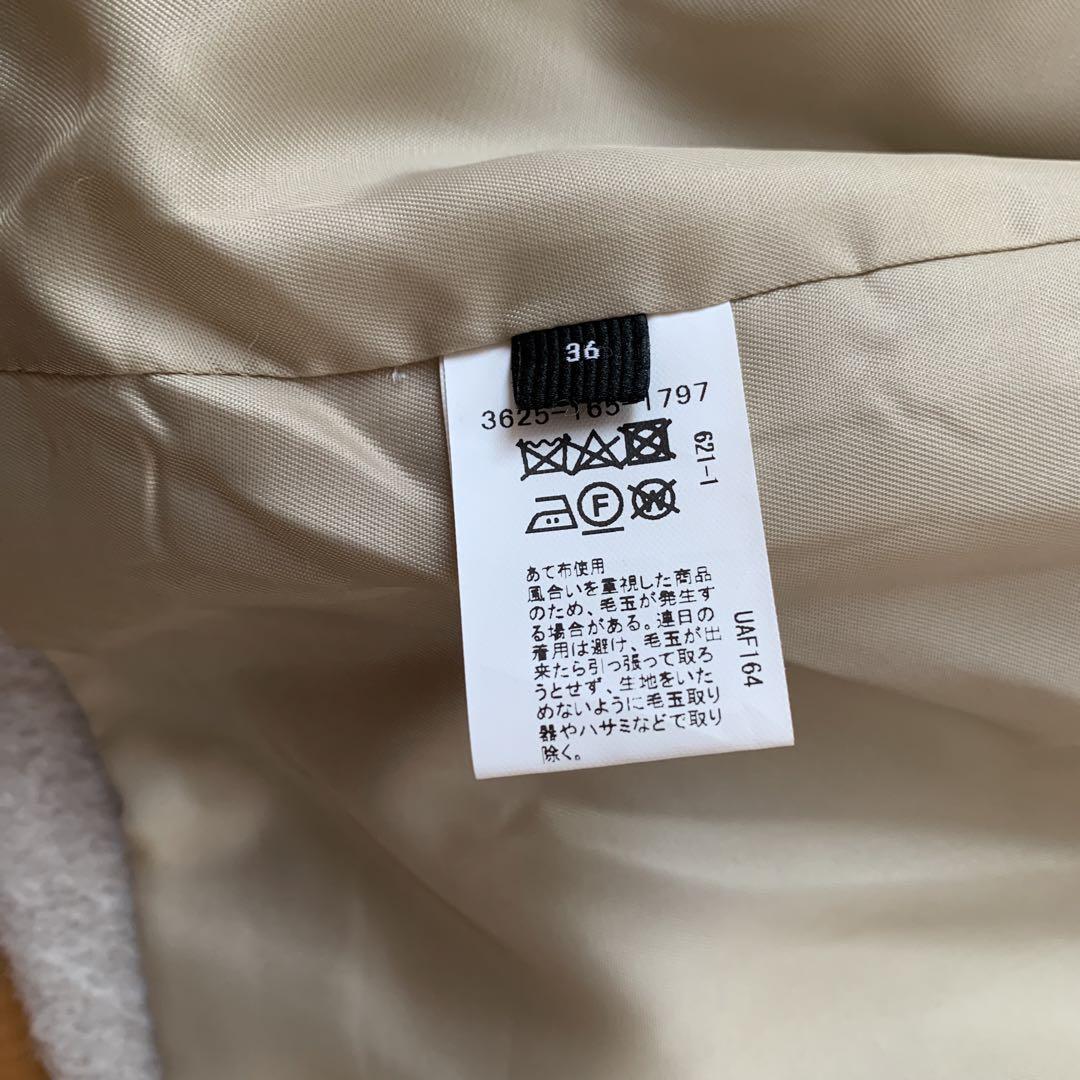 36
3625-165-1797
621-1
F
W
あて布使用
風合いを重視した商品
のため、毛玉が発生す
る場合がある。連日の
着用は避け、毛玉が出
来たら引っ張って取ろ
うとせず、生地をいた
めないように毛玉取り
器やハサミなどで取り
除く。
UAF164